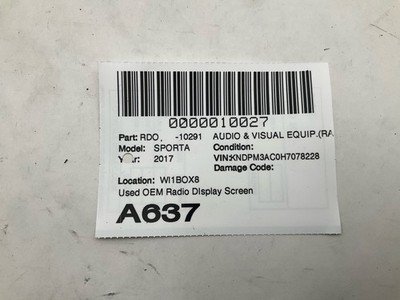 0000010027
Part: RDO, -10291 AUDIO & VISUAL EQUIP.(RA
Model: SPORTA Condition:
Year: 2017 VIN:KNDPM3AC0H7078228
Damage Code:
Location: WI1BOX8
Used OEM Radio Display Screen
A637